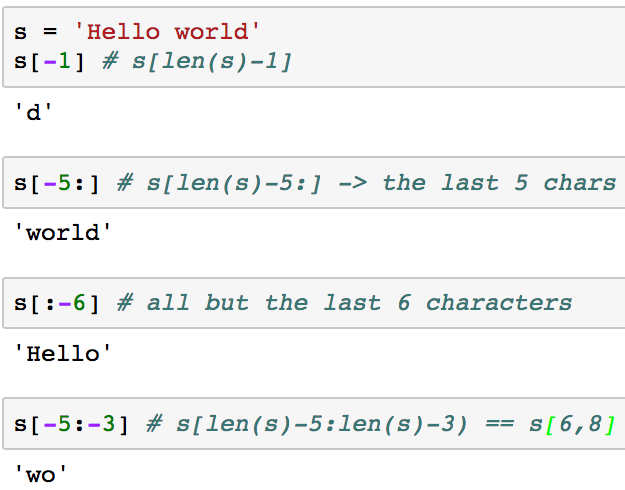 s = 'Hello world'
s[-1] # s[len(s)-1]
'd'
s[-5:] # s[len(s)-5:] -> the last 5 chars
'world'
s[:-6] # all but the last 6 characters
'Hello'
s[-5:-3] # s[len(s)-5:len(s)-3) == s[6,8]
'wo'